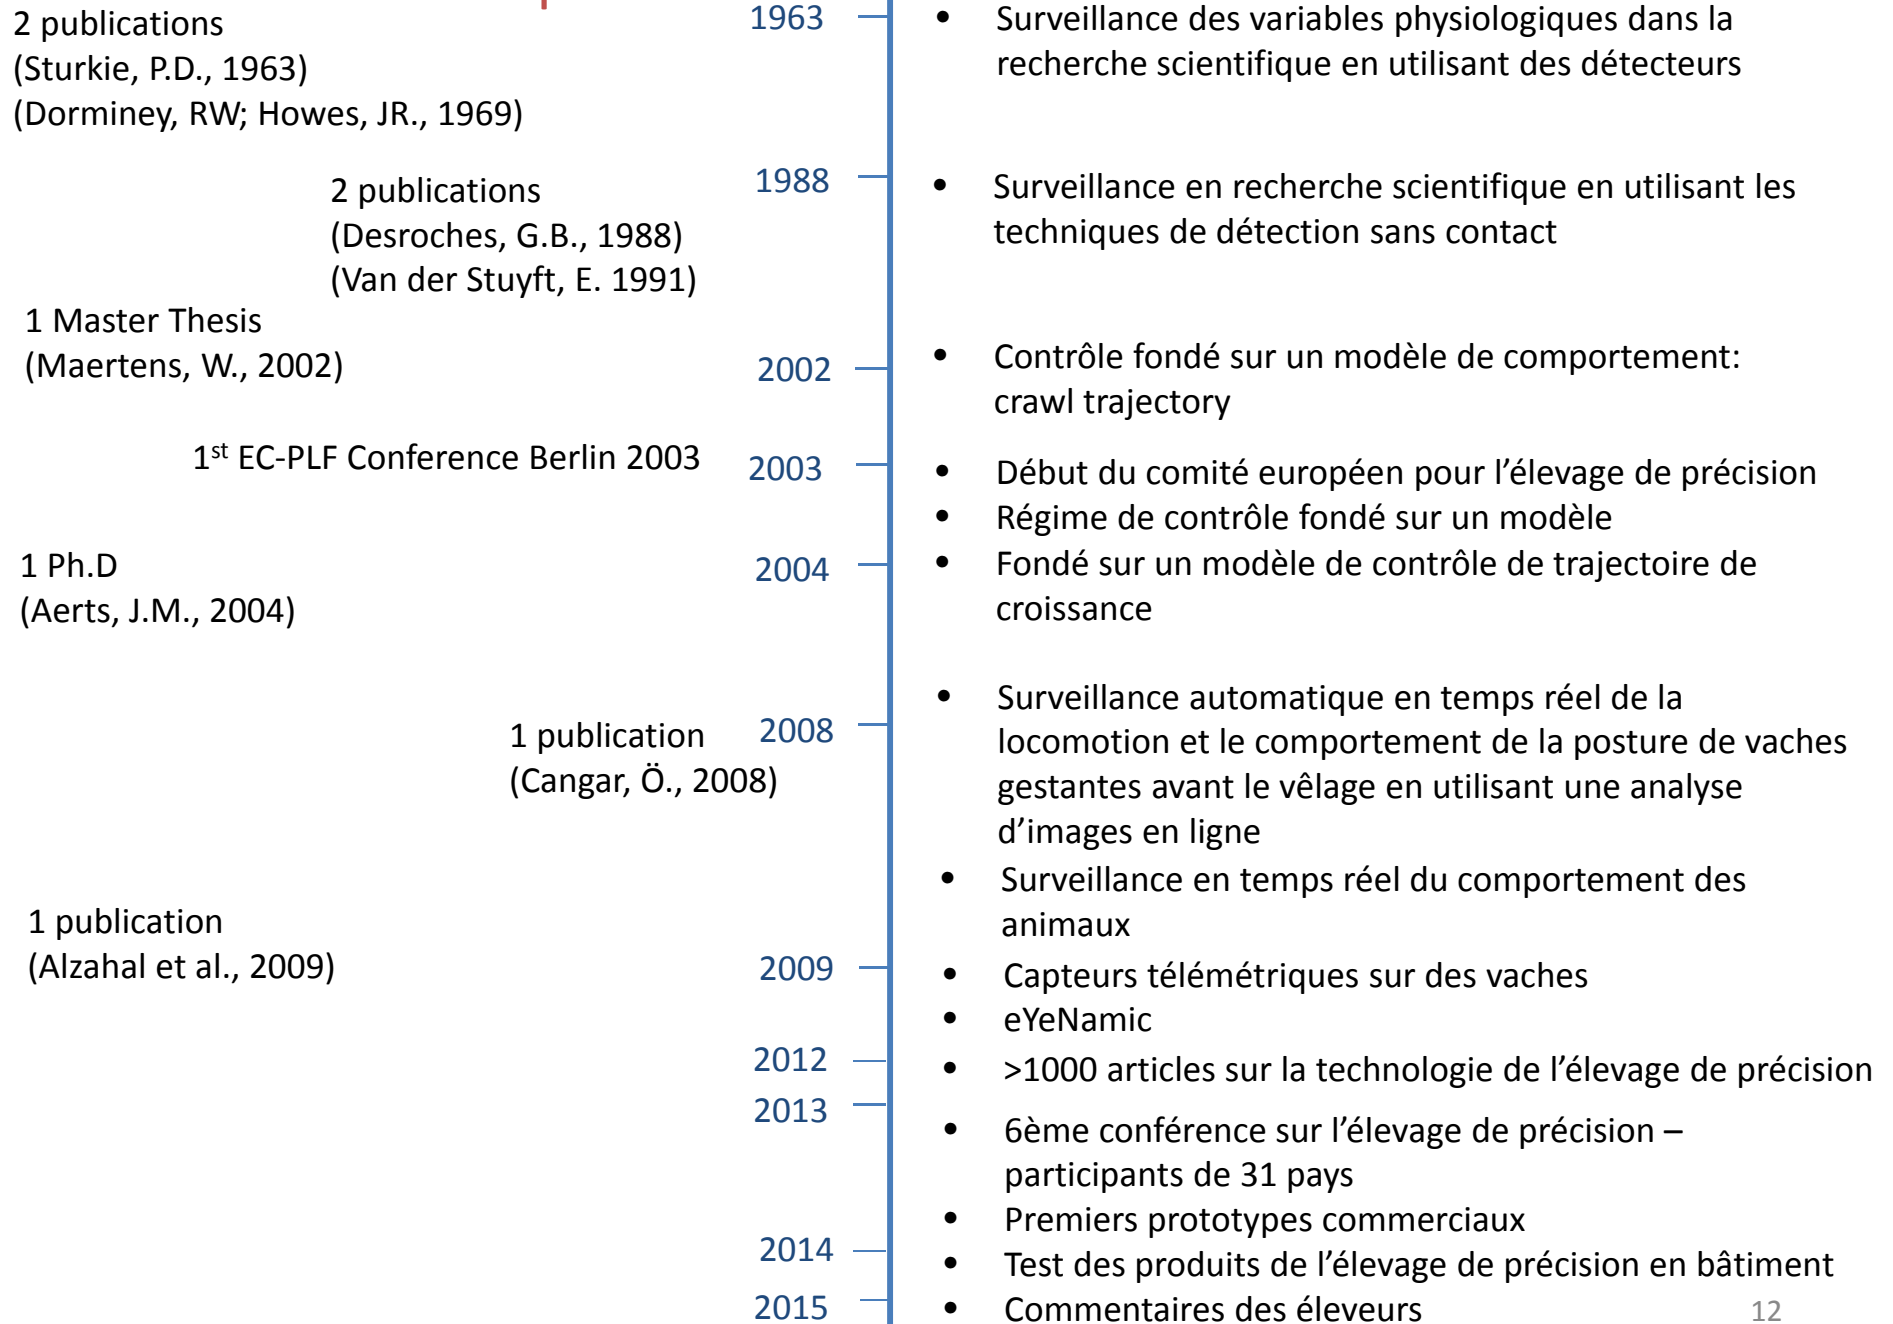 2 publications
(Sturkie, P.D., 1963)
(Dorminey, RW; Howes, JR., 1969)
1963
• Surveillance des variables physiologiques dans la
recherche scientifique en utilisant des détecteurs
2 publications
(Desroches, G.B., 1988)
(Van der Stuyft, E. 1991)
1988
• Surveillance en recherche scientifique en utilisant les
techniques de détection sans contact
1 Master Thesis
(Maertens, W., 2002)
2002
• Contrôle fondé sur un modèle de comportement:
crawl trajectory
1st EC-PLF Conference Berlin 2003
2003
• Début du comité européen pour l’élevage de précision
• Régime de contrôle fondé sur un modèle
1 Ph.D
(Aerts, J.M., 2004)
2004
• Fondé sur un modèle de contrôle de trajectoire de
croissance
1 publication
(Cangar, Ö., 2008)
2008
• Surveillance automatique en temps réel de la
locomotion et le comportement de la posture de vaches
gestantes avant le vêlage en utilisant une analyse
d’images en ligne
• Surveillance en temps réel du comportement des
animaux
1 publication
(Alzahal et al., 2009)
2009
• Capteurs télémétriques sur des vaches
• eYeNamic
2012
• >1000 articles sur la technologie de l’élevage de précision
2013
• 6ème conférence sur l’élevage de précision –
participants de 31 pays
• Premiers prototypes commerciaux
2014
• Test des produits de l’élevage de précision en bâtiment
2015
• Commentaires des éleveurs
12